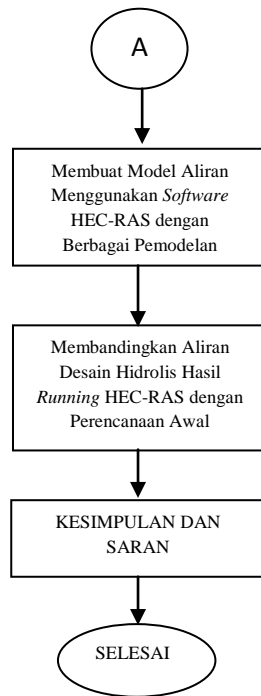 A
Membuat Model Aliran
Menggunakan Software
HEC-RAS dengan
Berbagai Pemodelan
Membandingkan Aliran
Desain Hidrolis Hasil
Running HEC-RAS dengan
Perencanaan Awal
KESIMPULAN DAN
SARAN
SELESAI